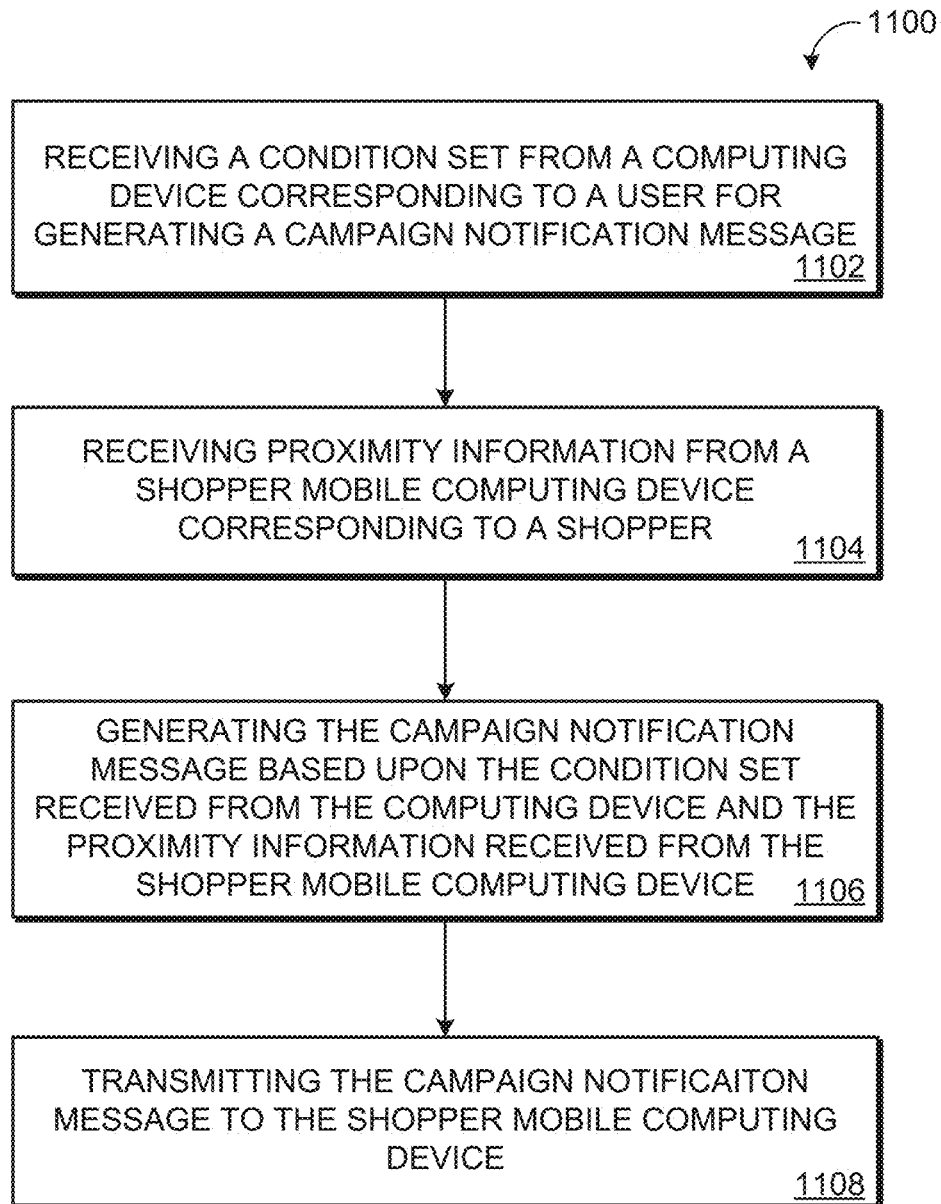 1100
RECEIVING A CONDITION SET FROM A COMPUTING
DEVICE CORRESPONDING TO A USER FOR
GENERATING A CAMPAIGN NOTIFICATION MESSAGE
1102
RECEIVING PROXIMITY INFORMATION FROM A
SHOPPER MOBILE COMPUTING DEVICE
CORRESPONDING TO A SHOPPER
1104
GENERATING THE CAMPAIGN NOTIFICATION
MESSAGE BASED UPON THE CONDITION SET
RECEIVED FROM THE COMPUTING DEVICE AND THE
PROXIMITY INFORMATION RECEIVED FROM THE
SHOPPER MOBILE COMPUTING DEVICE
1106
TRANSMITTING THE CAMPAIGN NOTIFICAITON
MESSAGE TO THE SHOPPER MOBILE COMPUTING
DEVICE
1108